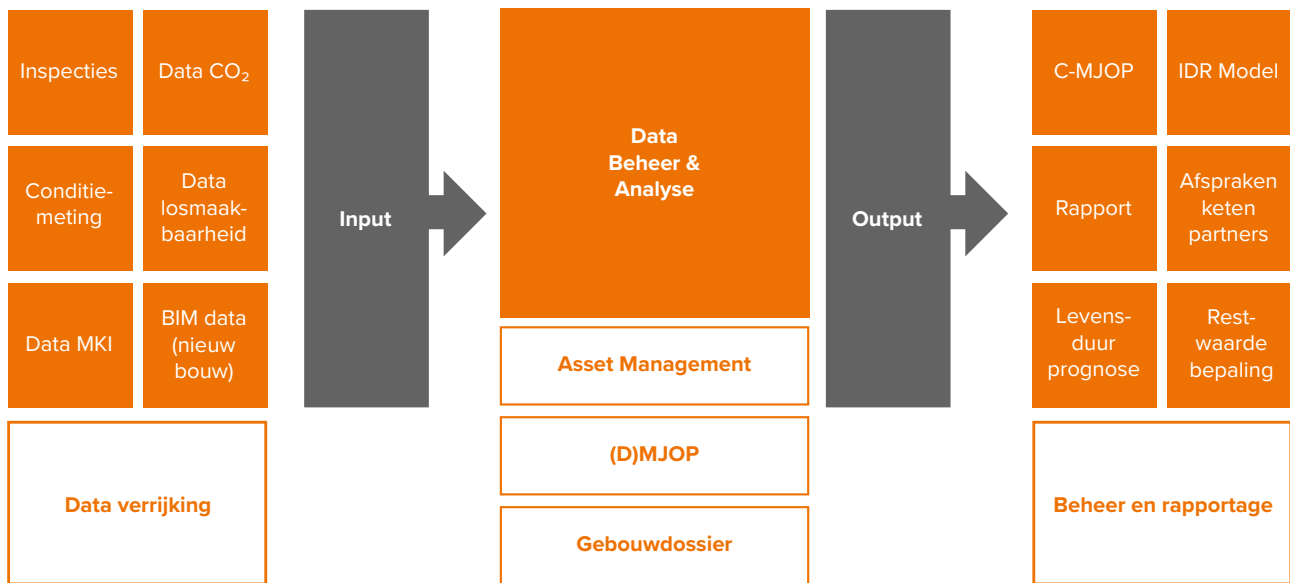 Inspecties
Data CO₂
Conditie-
meting
Data
losmaak-
baarheid
Data MKI
BIM data
(nieuw
bouw)
Data verrijking
Input
Data
Beheer &
Analyse
Asset Management
(D)MJOP
Gebouwdossier
Output
C-MJOP
IDR Model
Rapport
Afspraken
keten
partners
Levens-
duur
prognose
Rest-
waarde
bepaling
Beheer en rapportage